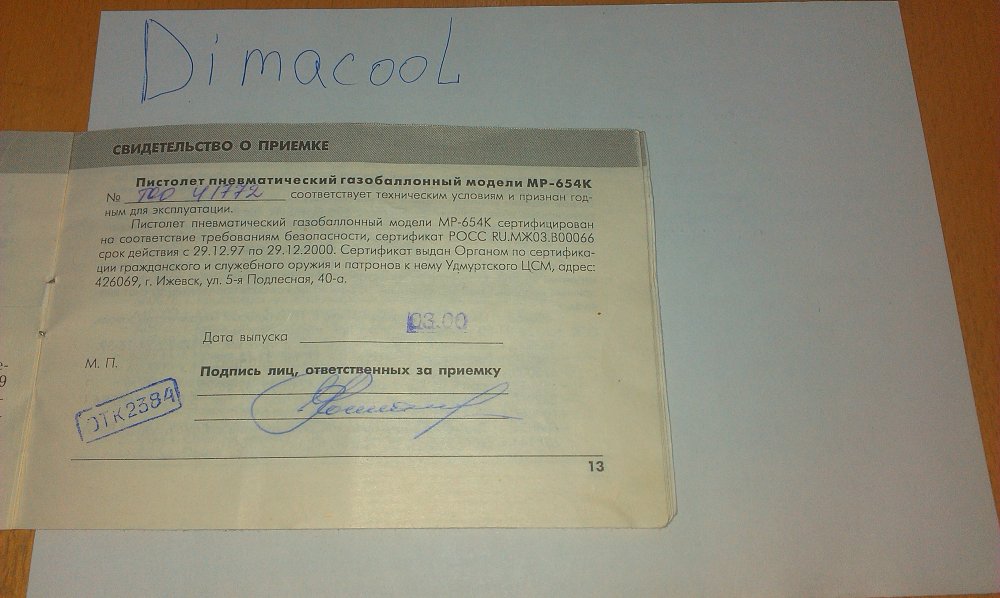 DimacooL
СВИДЕТЕЛЬСТВО О ПРИЕМКЕ
Пистолет пневматический газобаллонный модели МР-654К
№ Т00 41772 соответствует техническим условиям и признан год-
ным для эксплуатации.
Пистолет пневматический газобаллонный модели МР-654К сертифицирован
на соответствие требованиям безопасности, сертификат РОСС RU.МЖ03.В00066
срок действия с 29.12.97 по 29.12.2000. Сертификат выдан Органом по сертифика-
ции гражданского и служебного оружия и патронов к нему Удмуртского ЦСМ, адрес:
426069, г. Ижевск, ул. 5-я Подлесная, 40-а.
Дата выпуска 03.00
М. П.
Подпись лиц, ответственных за приемку
ОТК2384
13